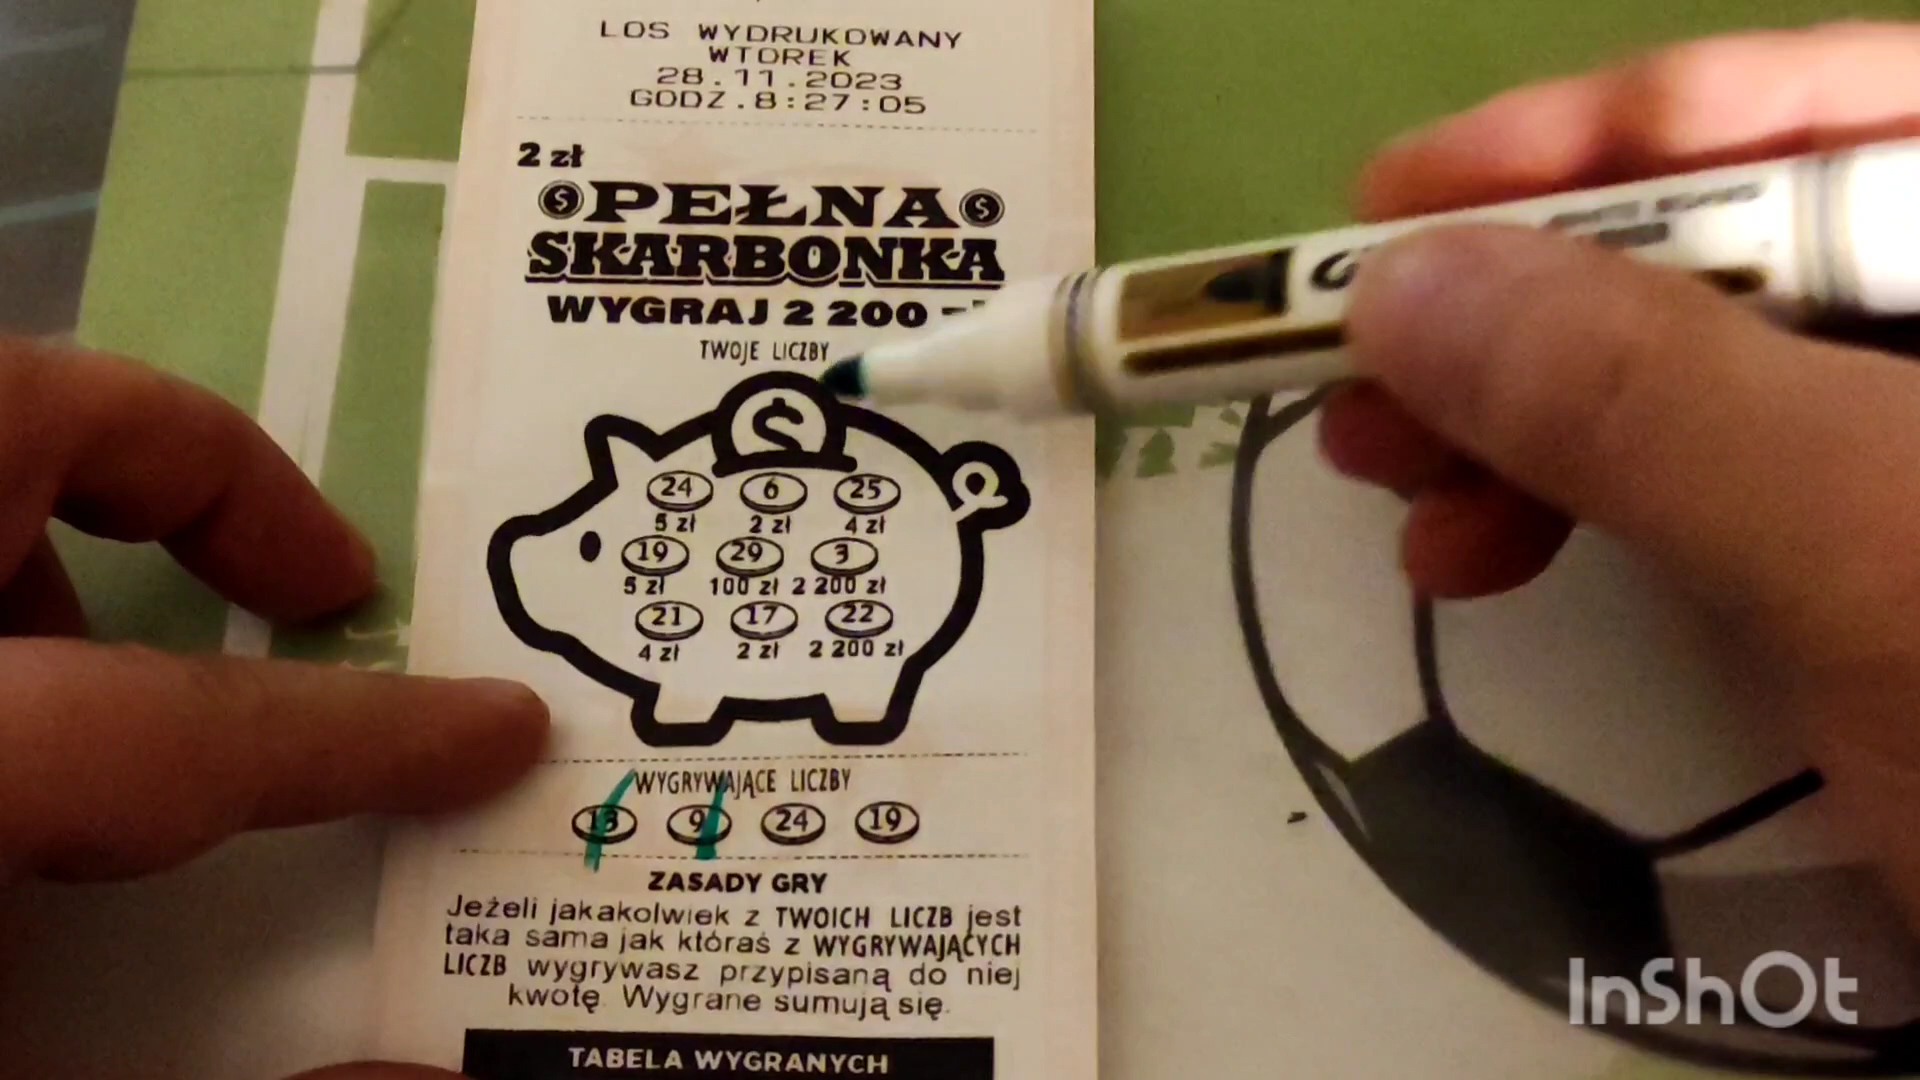 LOS WYDRUKOWANY
WTOREK
28.11.2023
GODZ.8:27:05
2 zł
$ PEŁNA $
SKARBONKA
WYGRAJ 2 200
TWOJE LICZBY
$
24 6 25
5 zł 2 zł 4 zł
19 29 3
5 zł 100 zł 2 200 zł
21 17 22
4 zł 2 zł 2 200 zł
WYGRYWAJĄCE LICZBY
13 9 24 19
ZASADY GRY
Jeżeli jakakolwiek z TWOICH LICZB jest
taka sama jak któraś z WYGRYWAJĄCYCH
LICZB wygrywasz przypisaną do niej
kwotę. Wygrane sumują się.
TABELA WYGRANYCH
InShOt